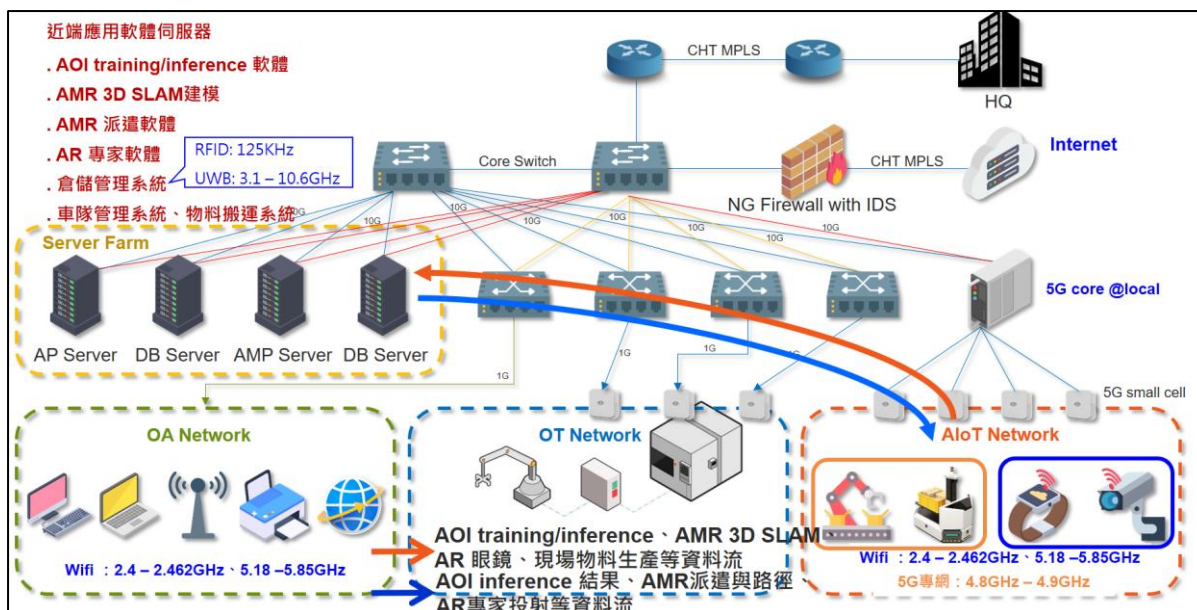 近端應用軟體伺服器
. AOI training/inference 軟體
. AMR 3D SLAM建模
. AMR 派遣軟體
. AR 專家軟體
. 倉儲管理系統
. 車隊管理系統、物料搬運系統
RFID: 125KHz
UWB: 3.1 – 10.6GHz
CHT MPLS
HQ
Core Switch
CHT MPLS
Internet
NG Firewall with IDS
10G
10G
10G
10G
10G
10G
10G
10G
10G
Server Farm
AP Server
DB Server
AMP Server
DB Server
5G core @local
1G
1G
1G
1G
5G small cell
OA Network
OT Network
AIoT Network
Wifi ：2.4 – 2.462GHz、5.18 –5.85GHz
AOI training/inference、AMR 3D SLAM
AR 眼鏡、現場物料生產等資料流
AOI inference 結果、AMR派遣與路徑、
AR專家投射等資料流
Wifi ：2.4 – 2.462GHz、5.18 –5.85GHz
5G專網：4.8GHz – 4.9GHz